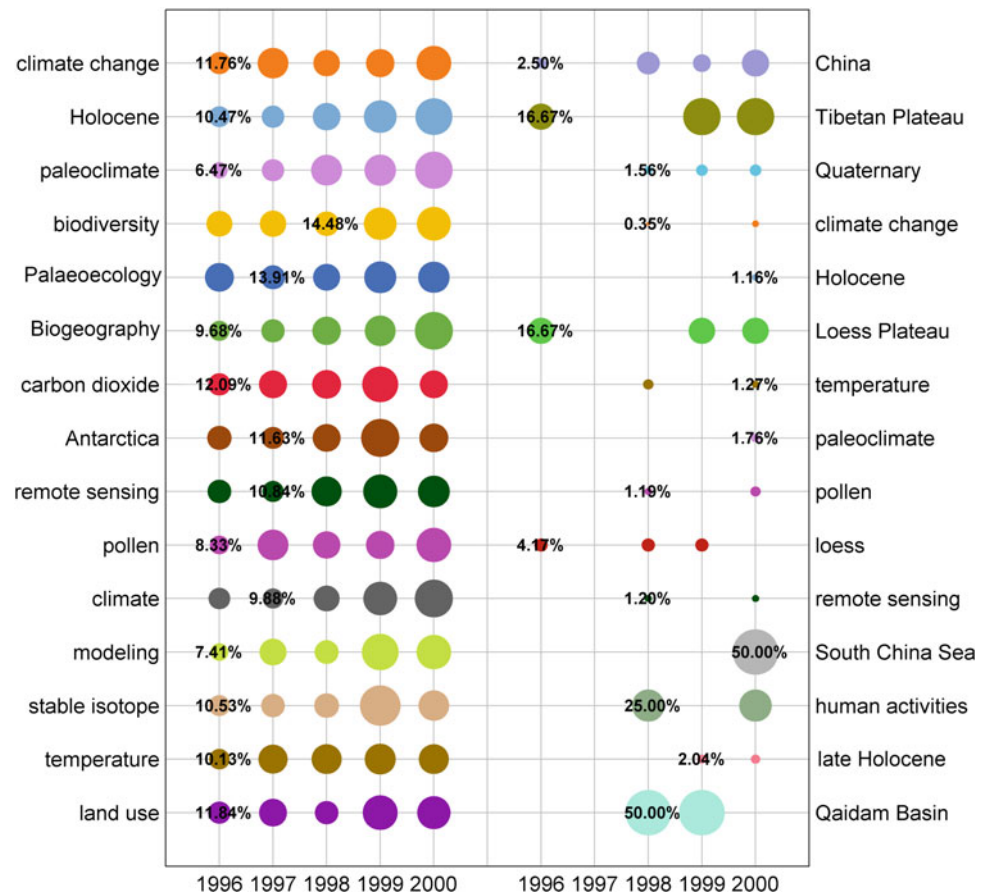 climate change 11.76% 2.50% China
Holocene 10.47% 16.67% Tibetan Plateau
paleoclimate 6.47% 1.56% Quaternary
biodiversity 14.48% 0.35% climate change
Palaeoecology 13.91% 1.16% Holocene
Biogeography 9.68% 16.67% Loess Plateau
carbon dioxide 12.09% 1.27% temperature
Antarctica 11.63% 1.76% paleoclimate
remote sensing 10.84% 1.19% pollen
pollen 8.33% 4.17% loess
climate 9.88% 1.20% remote sensing
modeling 7.41% 50.00% South China Sea
stable isotope 10.53% 25.00% human activities
temperature 10.13% 2.04% late Holocene
land use 11.84% 50.00% Qaidam Basin
1996 1997 1998 1999 2000 1996 1997 1998 1999 2000